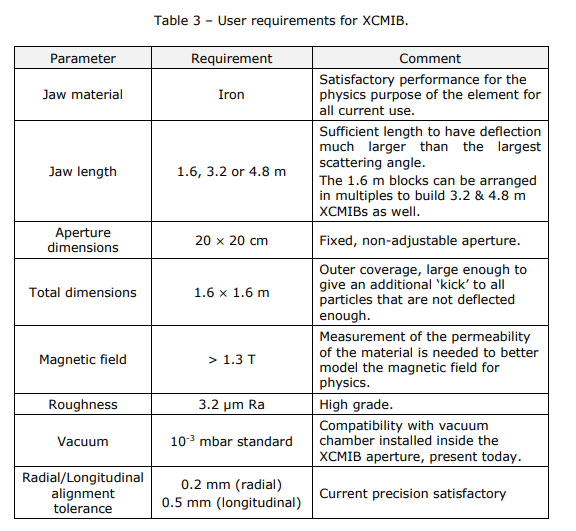 Table 3 – User requirements for XCMIB.
Parameter Requirement Comment
Jaw material Iron Satisfactory performance for the
physics purpose of the element for
all current use.
Jaw length 1.6, 3.2 or 4.8 m Sufficient length to have deflection
much larger than the largest
scattering angle.
The 1.6 m blocks can be arranged
in multiples to build 3.2 & 4.8 m
XCMIBs as well.
Aperture
dimensions 20 × 20 cm Fixed, non-adjustable aperture.
Total dimensions 1.6 × 1.6 m Outer coverage, large enough to
give an additional ‘kick’ to all
particles that are not deflected
enough.
Magnetic field > 1.3 T Measurement of the permeability
of the material is needed to better
model the magnetic field for
physics.
Roughness 3.2 µm Ra High grade.
Vacuum 10⁻³ mbar standard Compatibility with vacuum
chamber installed inside the
XCMIB aperture, present today.
Radial/Longitudinal
alignment
tolerance 0.2 mm (radial)
0.5 mm (longitudinal) Current precision satisfactory